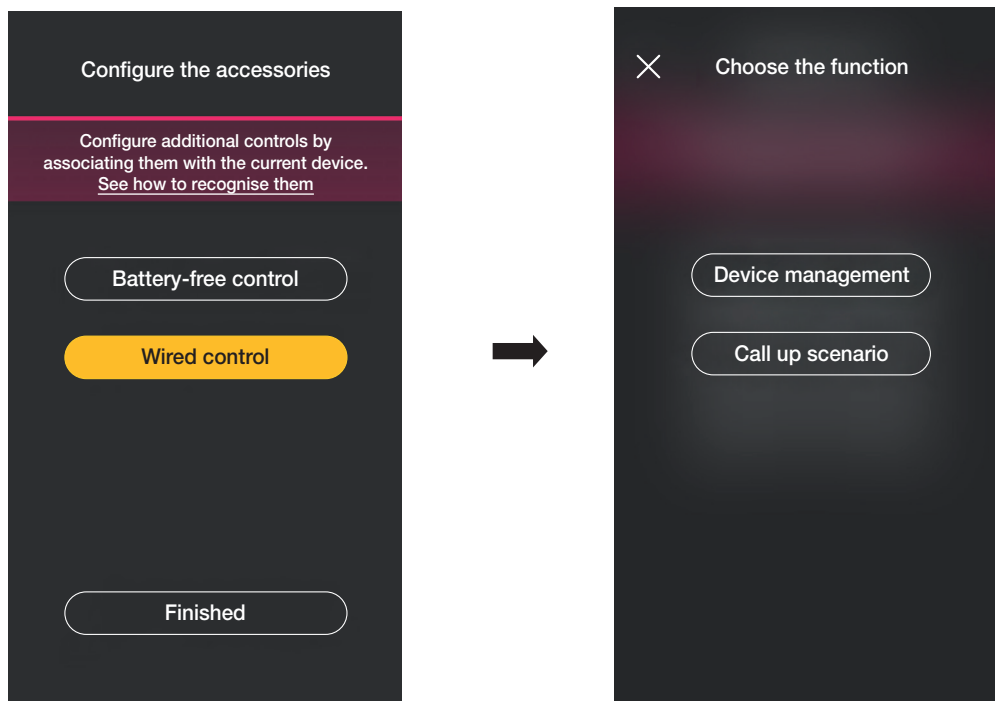 Configure the accessories
Configure additional controls by
associating them with the current device.
See how to recognise them
Battery-free control
Wired control
Finished
Choose the function
Device management
Call up scenario